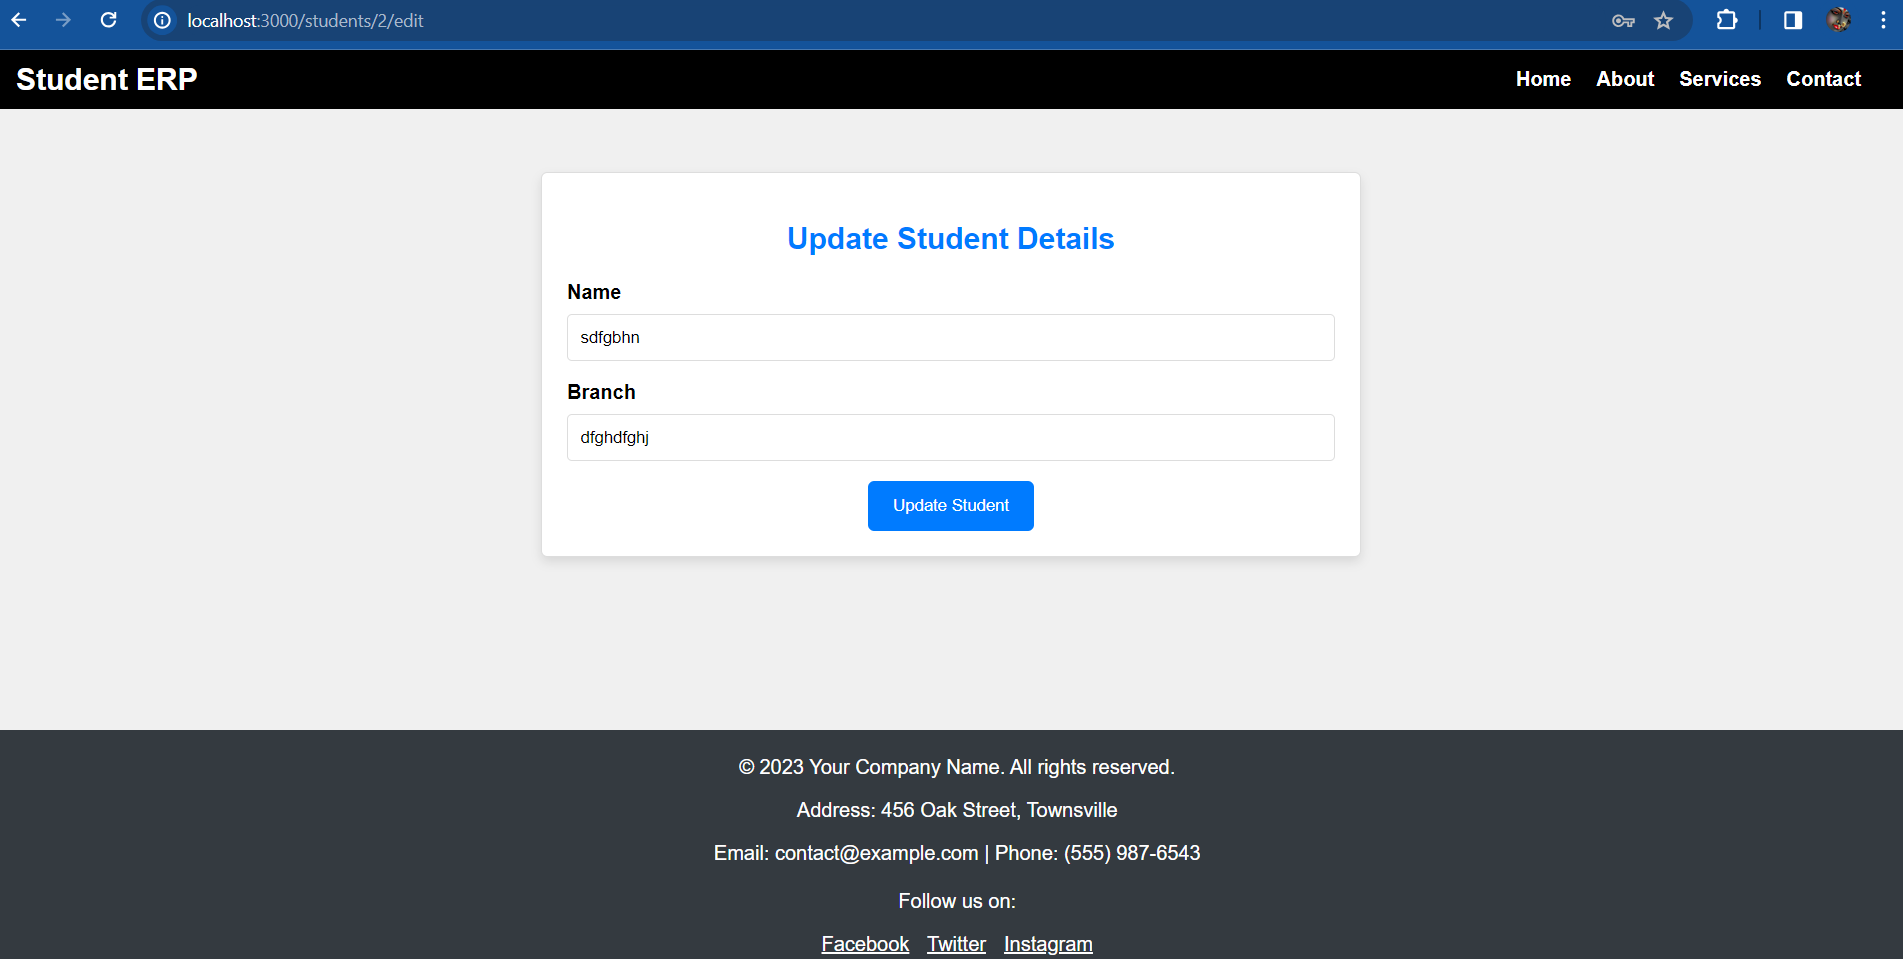 localhost:3000/students/2/edit
Student ERP
Home About Services Contact
Update Student Details
Name
sdfgbhn
Branch
dfghdfghj
Update Student
© 2023 Your Company Name. All rights reserved.
Address: 456 Oak Street, Townsville
Email: contact@example.com | Phone: (555) 987-6543
Follow us on:
Facebook Twitter Instagram